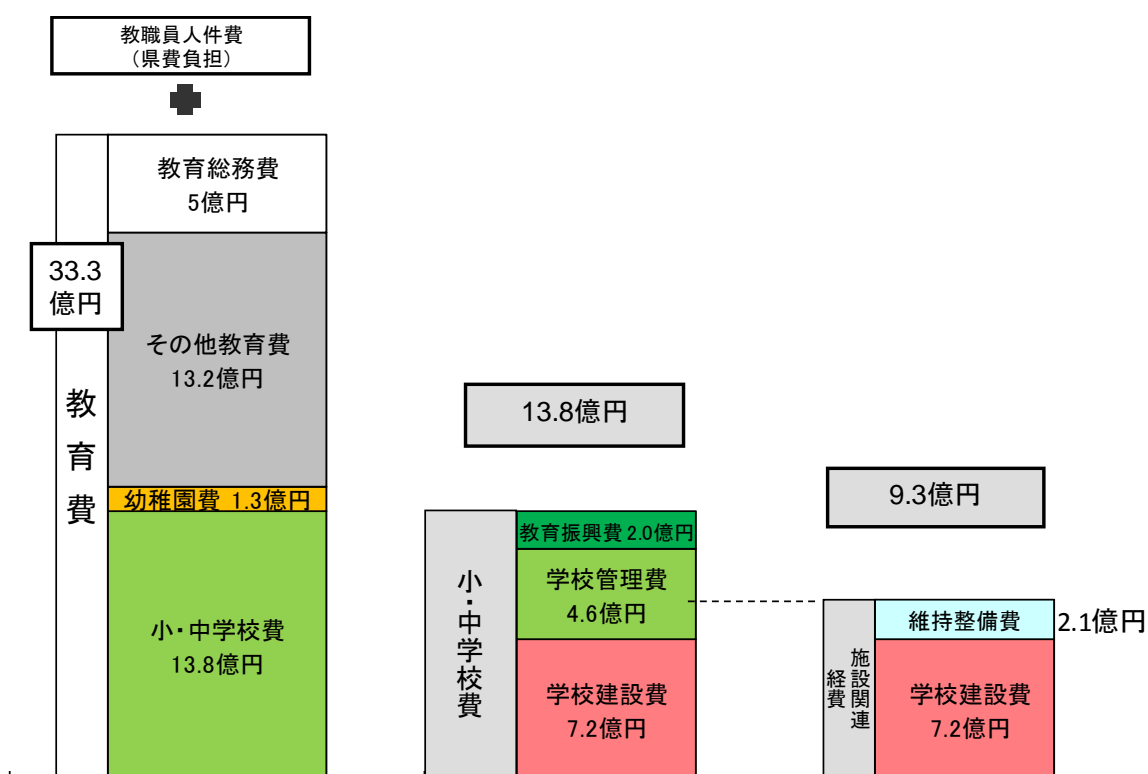 教職員人件費
（県費負担）
教育総務費
5億円
33.3
億円
教育費
その他教育費
13.2億円
幼稚園費 1.3億円
小・中学校費
13.8億円
13.8億円
小・中学校費
教育振興費 2.0億円
学校管理費
4.6億円
学校建設費
7.2億円
9.3億円
施設関連
経費
維持整備費
2.1億円
学校建設費
7.2億円